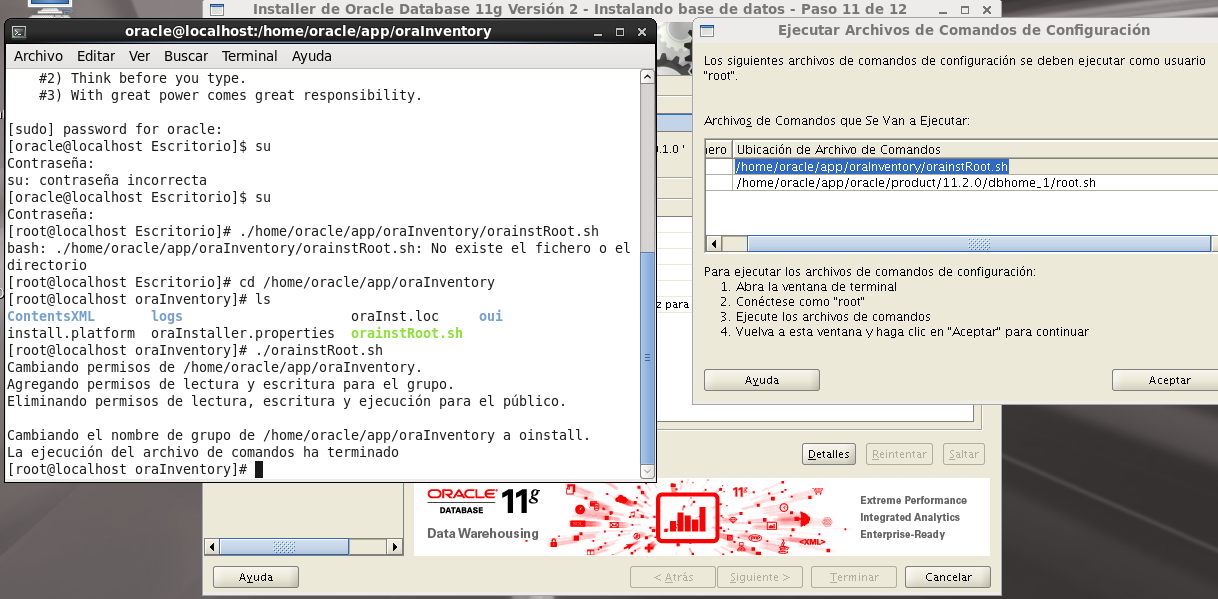 Installer de Oracle Database 11g Versión 2 - Instalando base de datos - Paso 11 de 12
oracle@localhost:/home/oracle/app/oraInventory
Archivo Editar Ver Buscar Terminal Ayuda
#2) Think before you type.
#3) With great power comes great responsibility.
[sudo] password for oracle:
[oracle@localhost Escritorio]$ su
Contraseña:
su: contraseña incorrecta
[oracle@localhost Escritorio]$ su
Contraseña:
[root@localhost Escritorio]# ./home/oracle/app/oraInventory/orainstRoot.sh
bash: ./home/oracle/app/oraInventory/orainstRoot.sh: No existe el fichero o el
directorio
[root@localhost Escritorio]# cd /home/oracle/app/oraInventory
[root@localhost oraInventory]# ls
ContentsXML logs oraInst.loc oui
install.platform oraInstaller.properties orainstRoot.sh
[root@localhost oraInventory]# ./orainstRoot.sh
Cambiando permisos de /home/oracle/app/oraInventory.
Agregando permisos de lectura y escritura para el grupo.
Eliminando permisos de lectura, escritura y ejecución para el público.
Cambiando el nombre de grupo de /home/oracle/app/oraInventory a oinstall.
La ejecución del archivo de comandos ha terminado
[root@localhost oraInventory]#
Ejecutar Archivos de Comandos de Configuración
Los siguientes archivos de comandos de configuración se deben ejecutar como usuario
"root".
Archivos de Comandos que Se Van a Ejecutar:
nero Ubicación de Archivo de Comandos
/home/oracle/app/oraInventory/orainstRoot.sh
/home/oracle/app/oracle/product/11.2.0/dbhome_1/root.sh
Para ejecutar los archivos de comandos de configuración:
1. Abra la ventana de terminal
2. Conéctese como "root"
3. Ejecute los archivos de comandos
4. Vuelva a esta ventana y haga clic en "Aceptar" para continuar
Ayuda Aceptar
.1.0 '
z para
Detalles Reintentar Saltar
ORACLE DATABASE 11g
Data Warehousing
11g
<XML>
Extreme Performance
Integrated Analytics
Enterprise-Ready
Ayuda < Atrás Siguiente > Terminar Cancelar